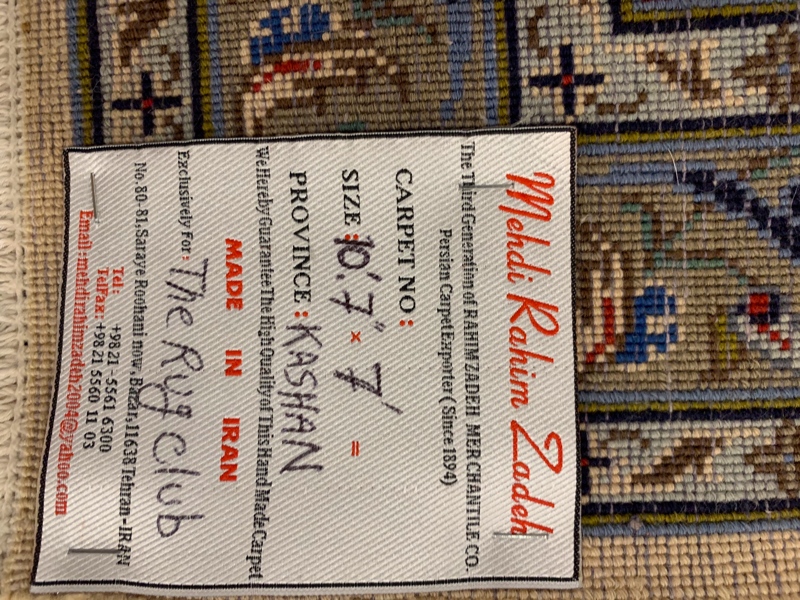 Mehdi Rahim Zadeh
The Third Generation of RAHIM ZADEH MERCHANTILE CO.
Persian Carpet Exporter ( Since 1894)
CARPET NO :
SIZE : 10'.7" × 7' =
PROVINCE : KASHAN
We Hereby Guarantee The High Quality of This Hand Made Carpet
MADE IN IRAN
Exclusively For : The Rug Club
No.80-81,Saraye Roohani now, Bazar,11638 Tehran-IRAN
Tel : +98 21 - 5561 6300
TelFax: +98 21 5560 11 03
Email :mehdirahimzadeh2004@yahoo.com